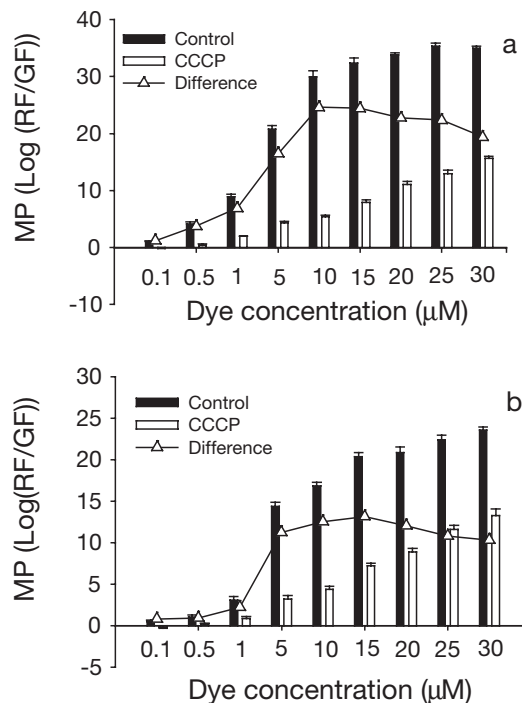 a
40
Control
CCCP
Difference
30
20
10
0
-10
MP (Log (RF/GF))
0.1 0.5 1 5 10 15 20 25 30
Dye concentration (μM)
b
30
Control
CCCP
Difference
25
20
15
10
5
0
-5
MP (Log(RF/GF))
0.1 0.5 1 5 10 15 20 25 30
Dye concentration (μM)